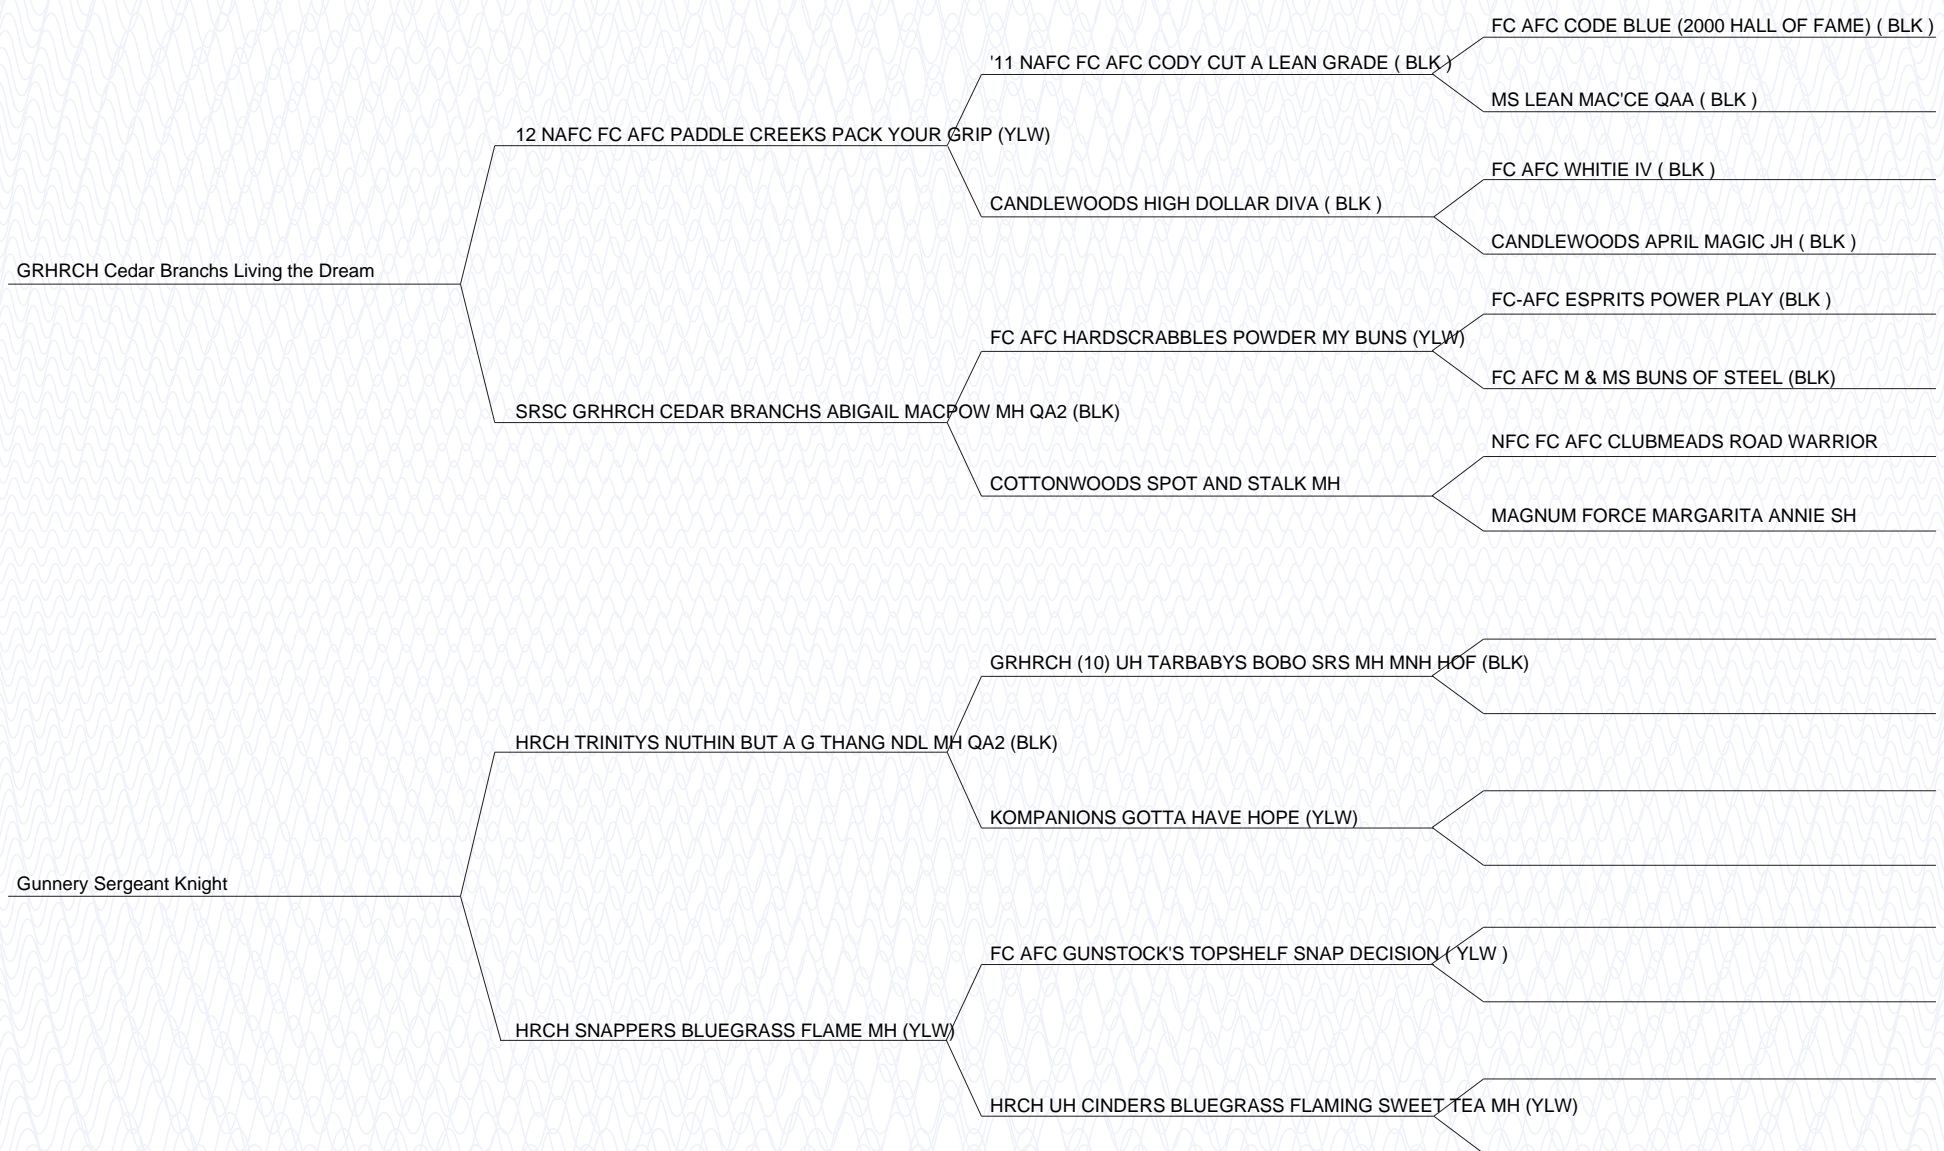 FC AFC CODE BLUE (2000 HALL OF FAME) ( BLK )
'11 NAFC FC AFC CODY CUT A LEAN GRADE ( BLK )
MS LEAN MAC'CE QAA ( BLK )
12 NAFC FC AFC PADDLE CREEKS PACK YOUR GRIP (YLW)
FC AFC WHITIE IV ( BLK )
CANDLEWOODS HIGH DOLLAR DIVA ( BLK )
CANDLEWOODS APRIL MAGIC JH ( BLK )
GRHRCH Cedar Branchs Living the Dream
FC-AFC ESPRITS POWER PLAY (BLK )
FC AFC HARDSCRABBLES POWDER MY BUNS (YLW)
FC AFC M & MS BUNS OF STEEL (BLK)
SRSC GRHRCH CEDAR BRANCHS ABIGAIL MACPOW MH QA2 (BLK)
NFC FC AFC CLUBMEADS ROAD WARRIOR
COTTONWOODS SPOT AND STALK MH
MAGNUM FORCE MARGARITA ANNIE SH
GRHRCH (10) UH TARBABYS BOBO SRS MH MNH HOF (BLK)
HRCH TRINITYS NUTHIN BUT A G THANG NDL MH QA2 (BLK)
KOMPANIONS GOTTA HAVE HOPE (YLW)
Gunnery Sergeant Knight
FC AFC GUNSTOCK'S TOPSHELF SNAP DECISION ( YLW )
HRCH SNAPPERS BLUEGRASS FLAME MH (YLW)
HRCH UH CINDERS BLUEGRASS FLAMING SWEET TEA MH (YLW)